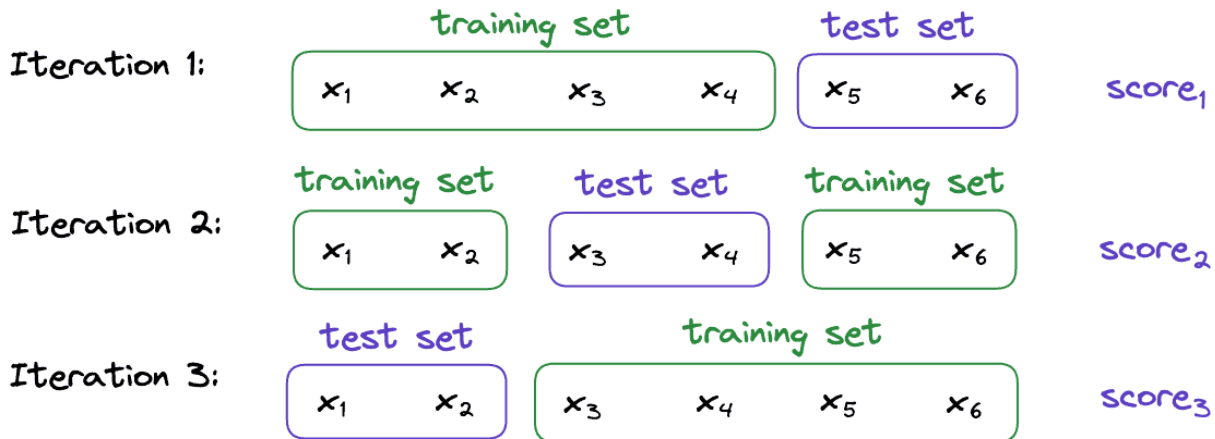 training set test set
Iteration 1: x₁ x₂ x₃ x₄ x₅ x₆ score₁
training set test set training set
Iteration 2: x₁ x₂ x₃ x₄ x₅ x₆ score₂
test set training set
Iteration 3: x₁ x₂ x₃ x₄ x₅ x₆ score₃